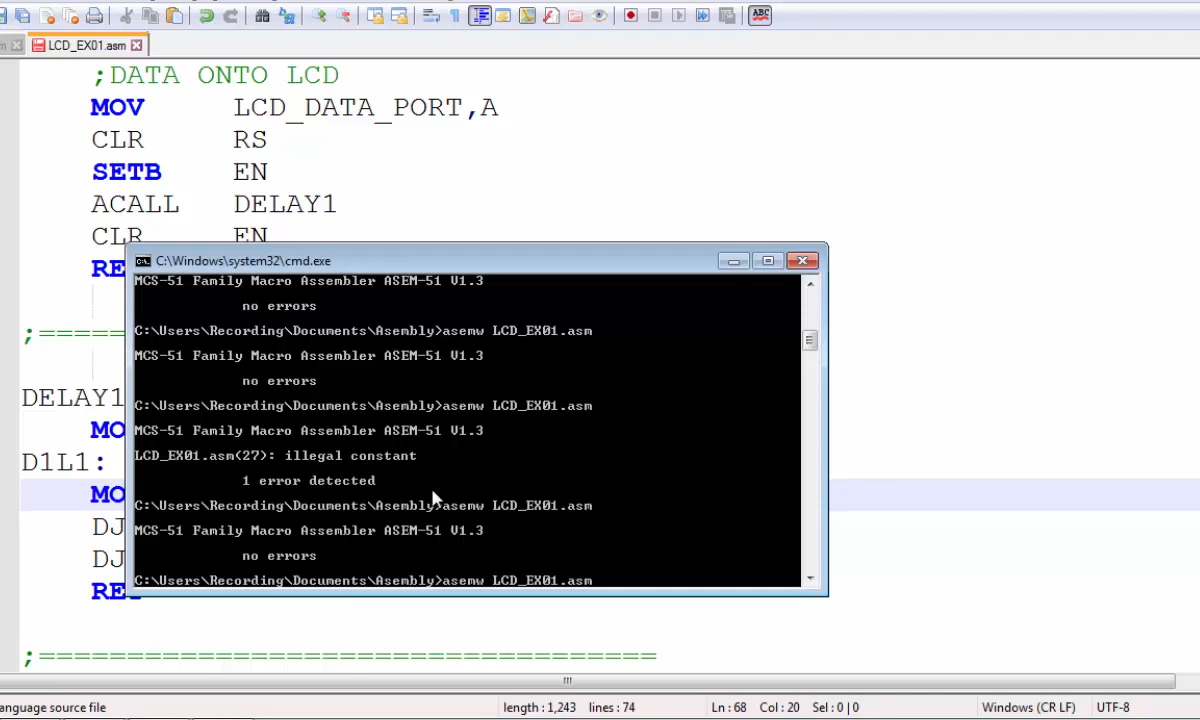 ABC
LCD_EX01.asm
;DATA ONTO LCD
MOV LCD_DATA_PORT,A
CLR RS
SETB EN
ACALL DELAY1
CLR EN
RE
;=====
DELAY1
MO
D1L1:
MO
DJ
DJ
RE
;===================================
C:\Windows\system32\cmd.exe
MCS-51 Family Macro Assembler ASEM-51 V1.3
no errors
C:\Users\Recording\Documents\Asembly>asemw LCD_EX01.asm
MCS-51 Family Macro Assembler ASEM-51 V1.3
no errors
C:\Users\Recording\Documents\Asembly>asemw LCD_EX01.asm
MCS-51 Family Macro Assembler ASEM-51 V1.3
LCD_EX01.asm(27): illegal constant
1 error detected
C:\Users\Recording\Documents\Asembly>asemw LCD_EX01.asm
MCS-51 Family Macro Assembler ASEM-51 V1.3
no errors
C:\Users\Recording\Documents\Asembly>asemw LCD_EX01.asm
anguage source file length : 1,243 lines : 74 Ln : 68 Col : 20 Sel : 0 | 0 Windows (CR LF) UTF-8